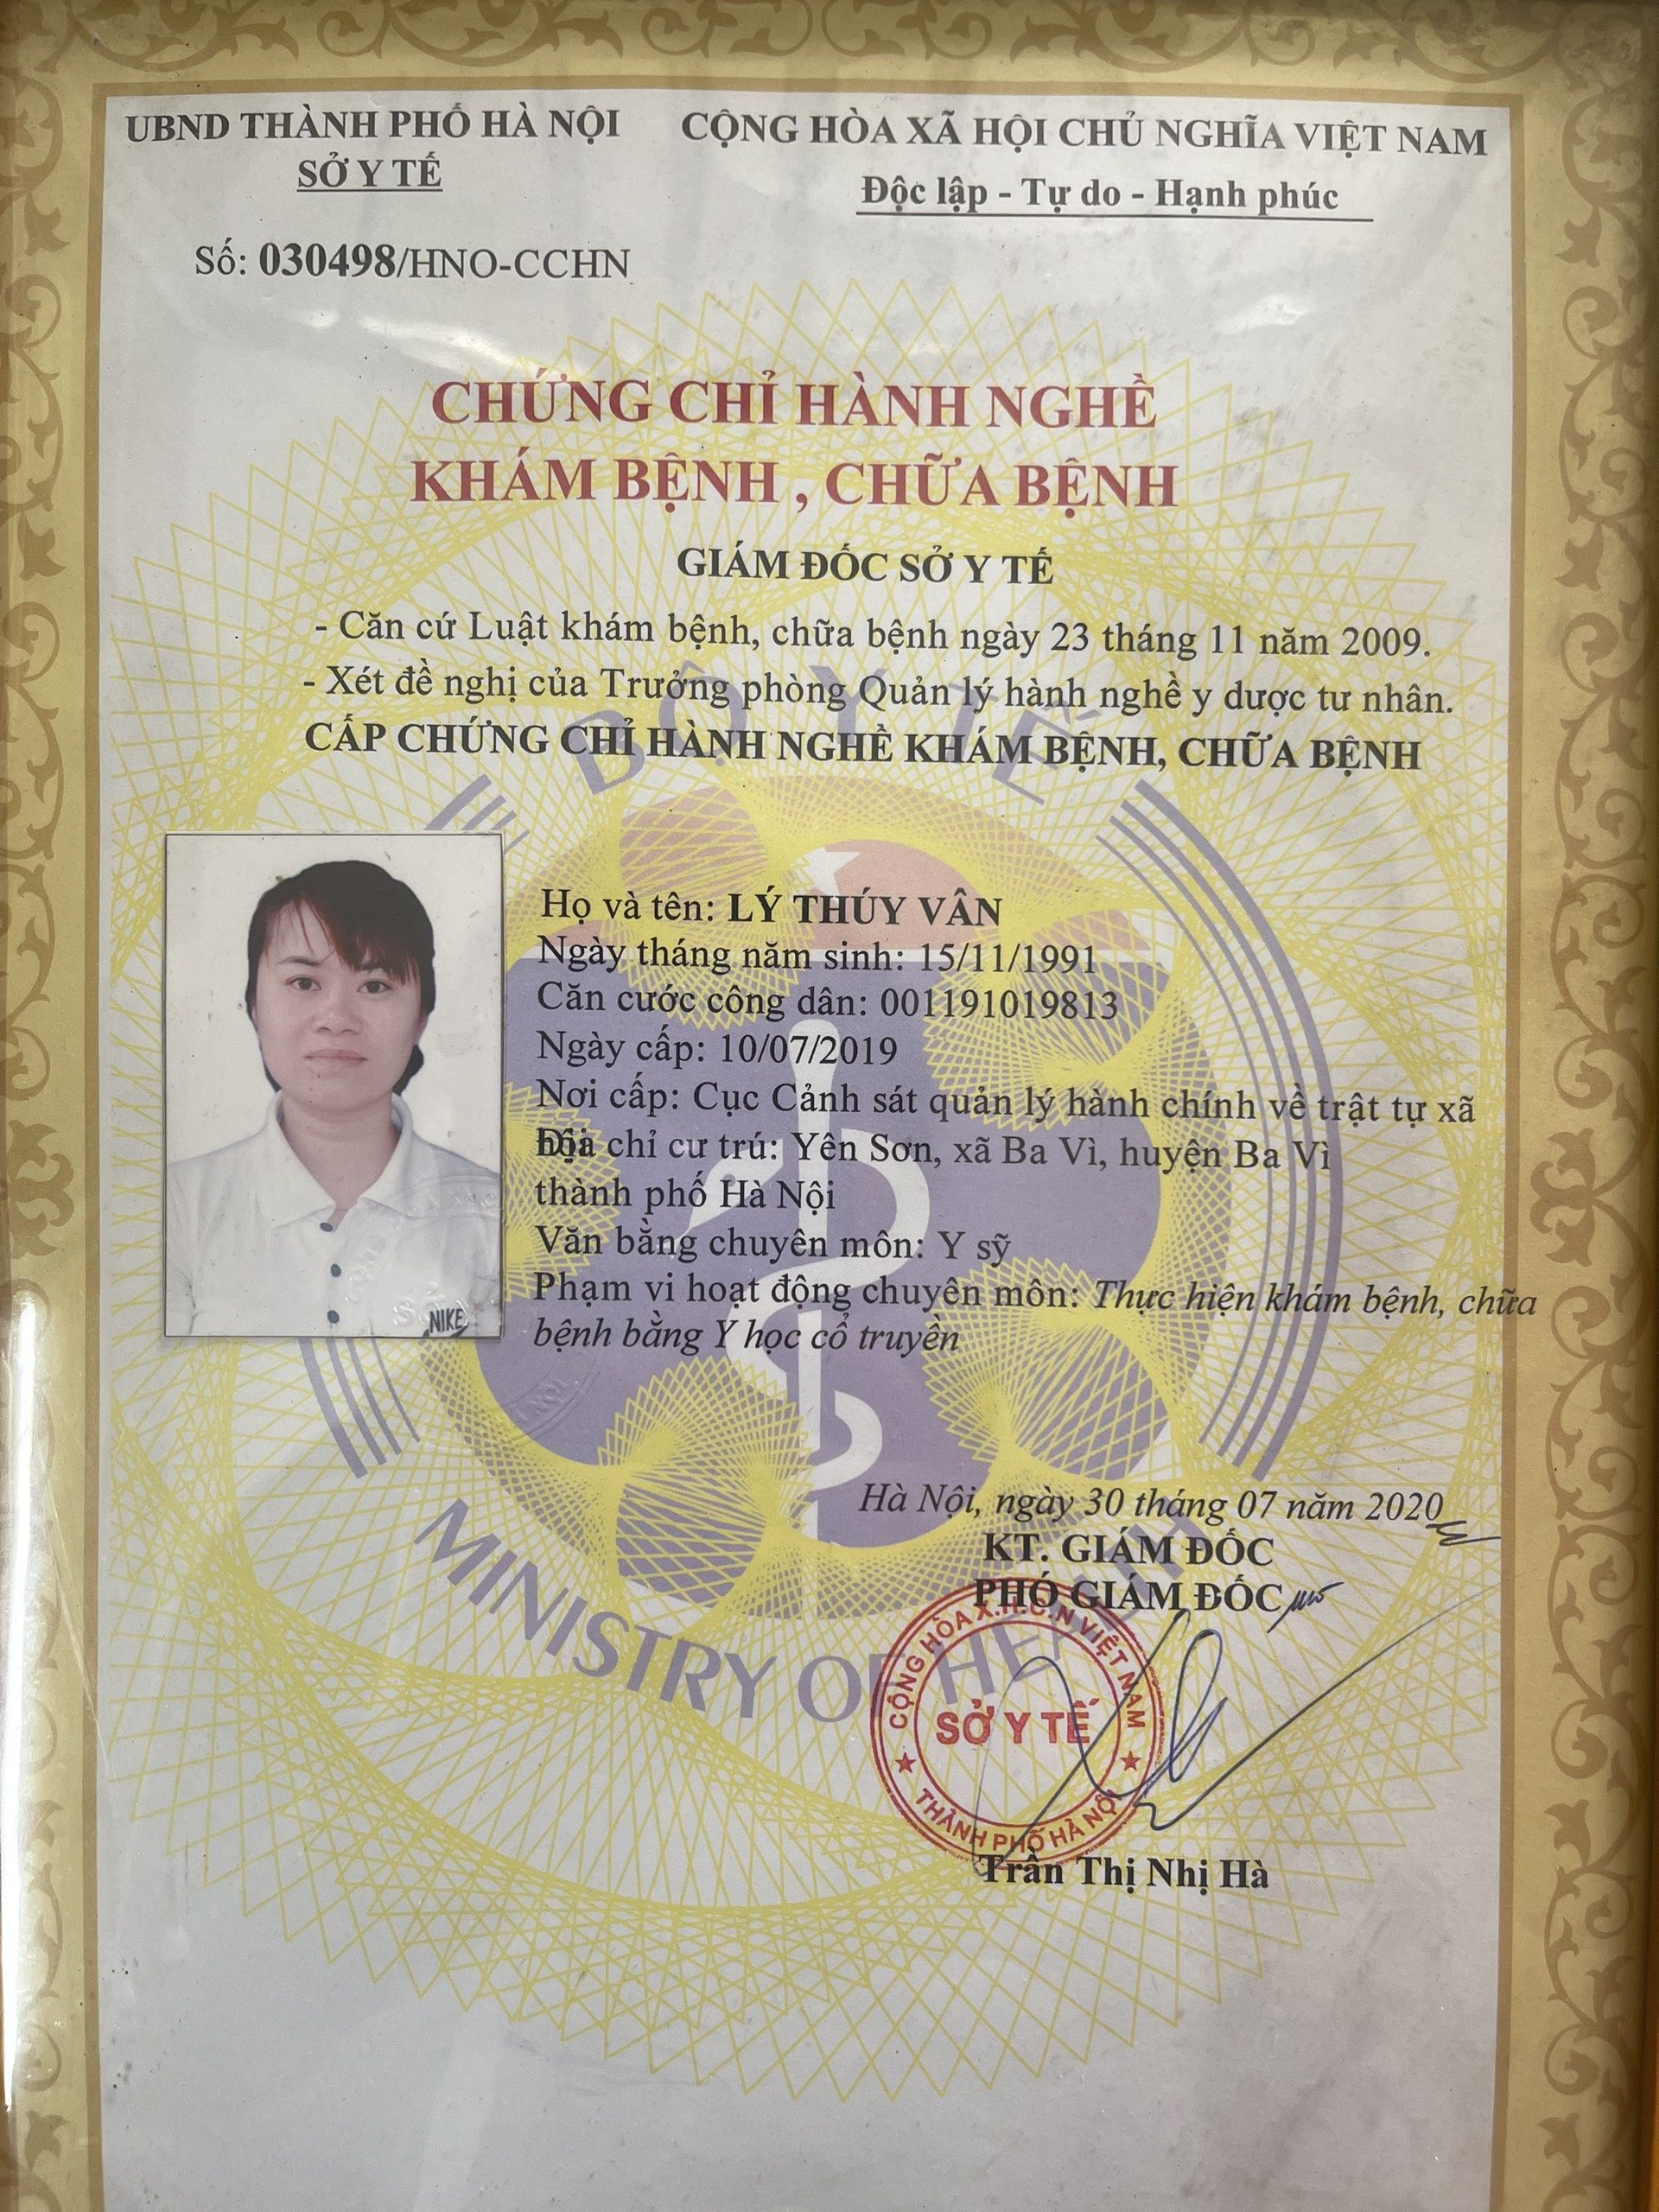 UBND THÀNH PHỐ HÀ NỘI
SỞ Y TẾ
CỘNG HÒA XÃ HỘI CHỦ NGHĨA VIỆT NAM
Độc lập - Tự do - Hạnh phúc
Số: 030498/HNO-CCHN
CHỨNG CHỈ HÀNH NGHỀ
KHÁM BỆNH , CHỮA BỆNH
GIÁM ĐỐC SỞ Y TẾ
- Căn cứ Luật khám bệnh, chữa bệnh ngày 23 tháng 11 năm 2009.
- Xét đề nghị của Trưởng phòng Quản lý hành nghề y dược tư nhân.
CẤP CHỨNG CHỈ HÀNH NGHỀ KHÁM BỆNH, CHỮA BỆNH
BỘ Y TẾ
Họ và tên: LÝ THÚY VÂN
Ngày tháng năm sinh: 15/11/1991
Căn cước công dân: 001191019813
Ngày cấp: 10/07/2019
Nơi cấp: Cục Cảnh sát quản lý hành chính về trật tự xã
hội
Địa chỉ cư trú: Yên Sơn, xã Ba Vì, huyện Ba Vì
thành phố Hà Nội
Văn bằng chuyên môn: Y sỹ
Phạm vi hoạt động chuyên môn: Thực hiện khám bệnh, chữa
bệnh bằng Y học cổ truyền
NIKE
Hà Nội, ngày 30 tháng 07 năm 2020
KT. GIÁM ĐỐC
PHÓ GIÁM ĐỐC
MINISTRY OF HEALTH
CỘNG HÒA X.H.C.N VIỆT NAM
SỞ Y TẾ
THÀNH PHỐ HÀ NỘI
Trần Thị Nhị Hà